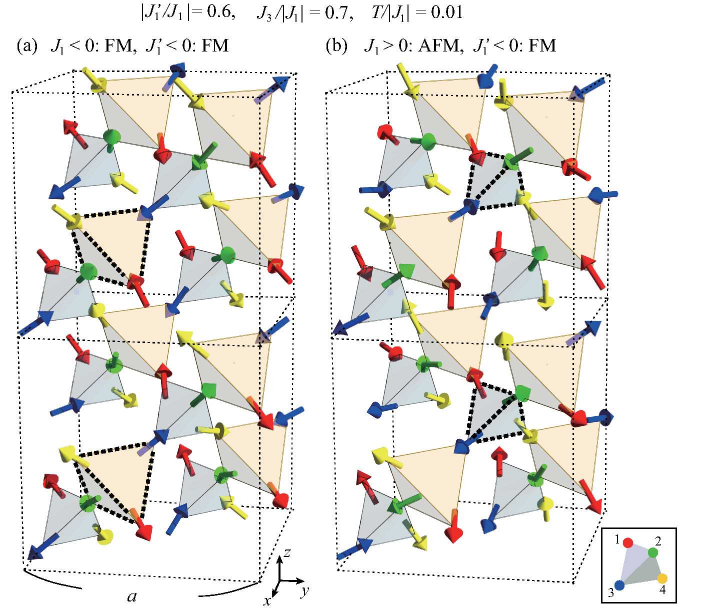 |J₁'/J₁| = 0.6, J₃/|J₁| = 0.7, T/|J₁| = 0.01
(a) J₁ < 0: FM, J₁' < 0: FM
(b) J₁ > 0: AFM, J₁' < 0: FM
a
z
y
x
1
2
3
4